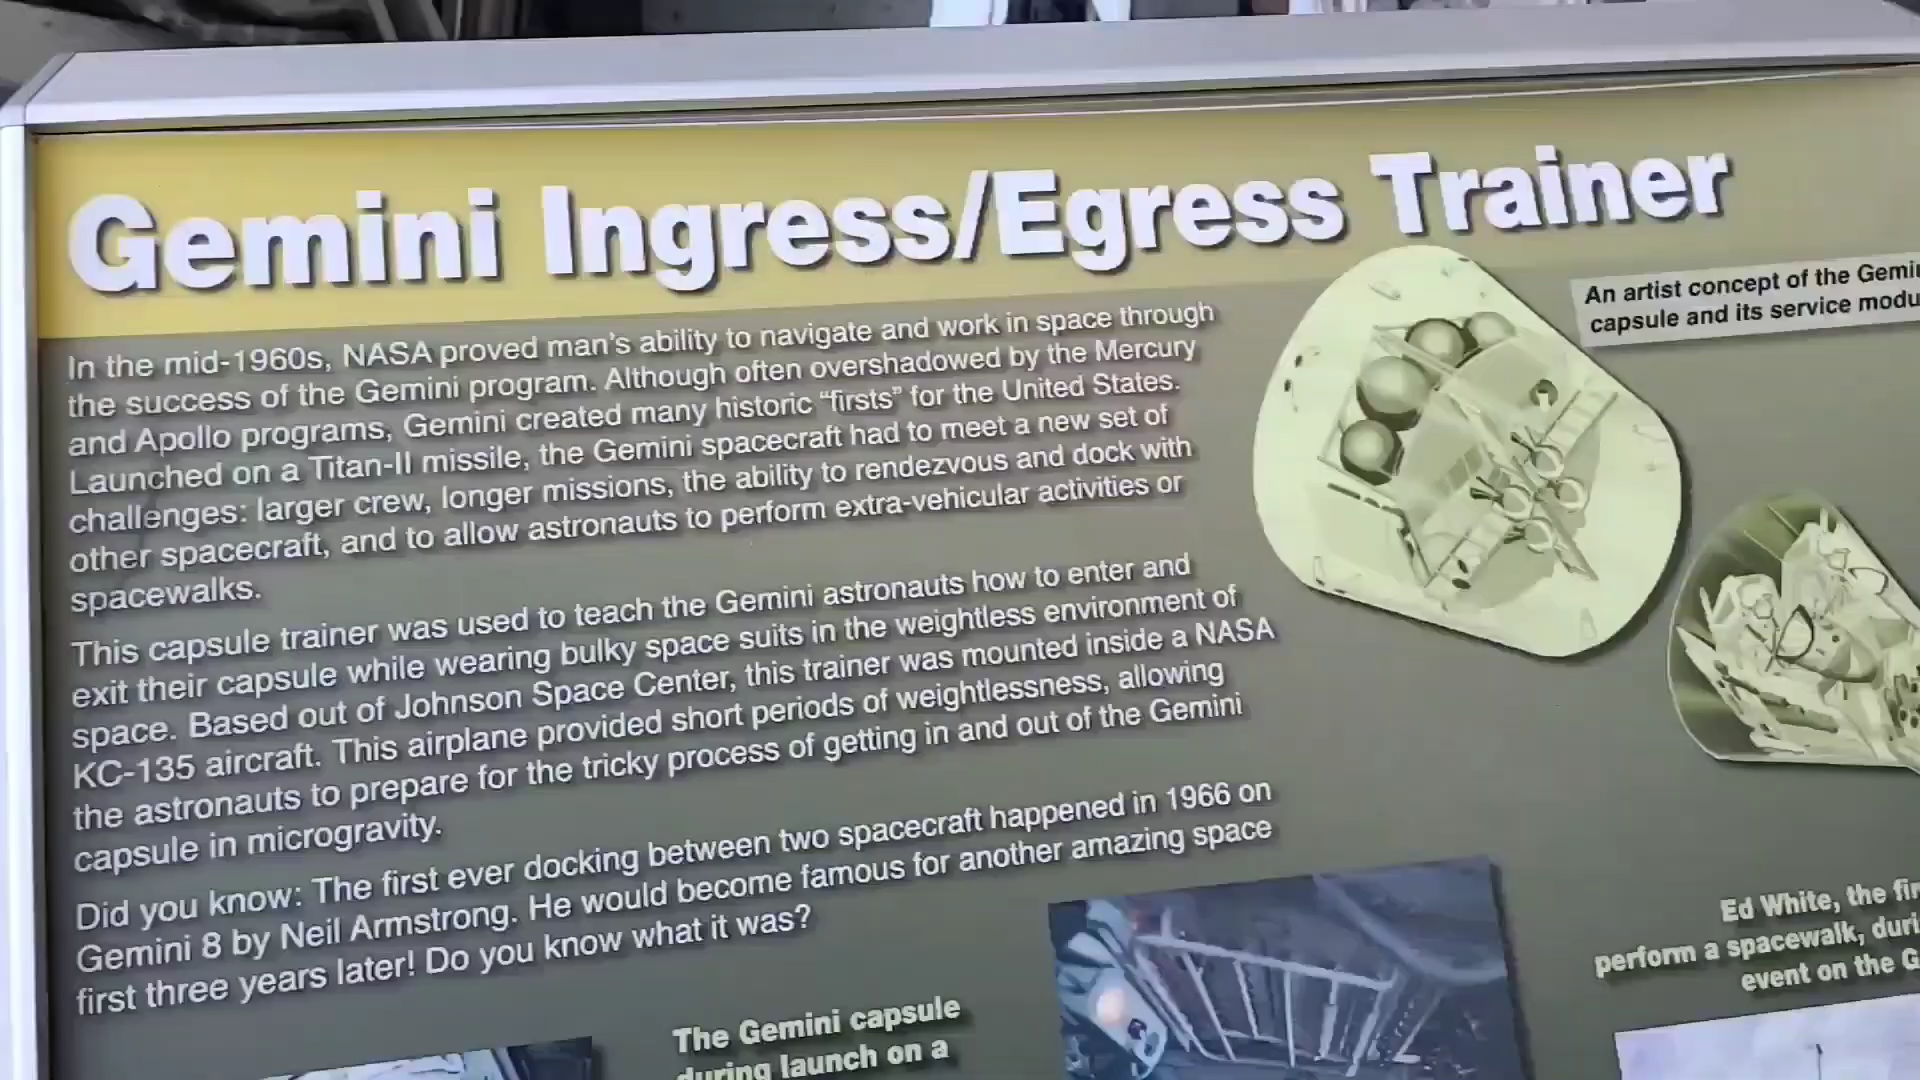 Gemini Ingress/Egress Trainer
An artist concept of the
capsule and its service
In the mid-1960s, NASA proved man's ability to navigate and work in space through
the success of the Gemini program. Although often overshadowed by the Mercury
and Apollo programs, Gemini created many historic “firsts” for the United States.
Launched on a Titan-II missile, the Gemini spacecraft had to meet a new set of
challenges: larger crew, longer missions, the ability to rendezvous and dock with
other spacecraft, and to allow astronauts to perform extra-vehicular activities or
spacewalks.
This capsule trainer was used to teach the Gemini astronauts how to enter and
exit their capsule while wearing bulky space suits in the weightless environment of
space. Based out of Johnson Space Center, this trainer was mounted inside a NASA
KC-135 aircraft. This airplane provided short periods of weightlessness, allowing
the astronauts to prepare for the tricky process of getting in and out of the Gemini
capsule in microgravity.
Did you know: The first ever docking between two spacecraft happened in 1966 on
Gemini 8 by Neil Armstrong. He would become famous for another amazing space
first three years later! Do you know what it was?
The Gemini capsule
during launch on a
Ed White, the
perform a spacewalk,
event on the